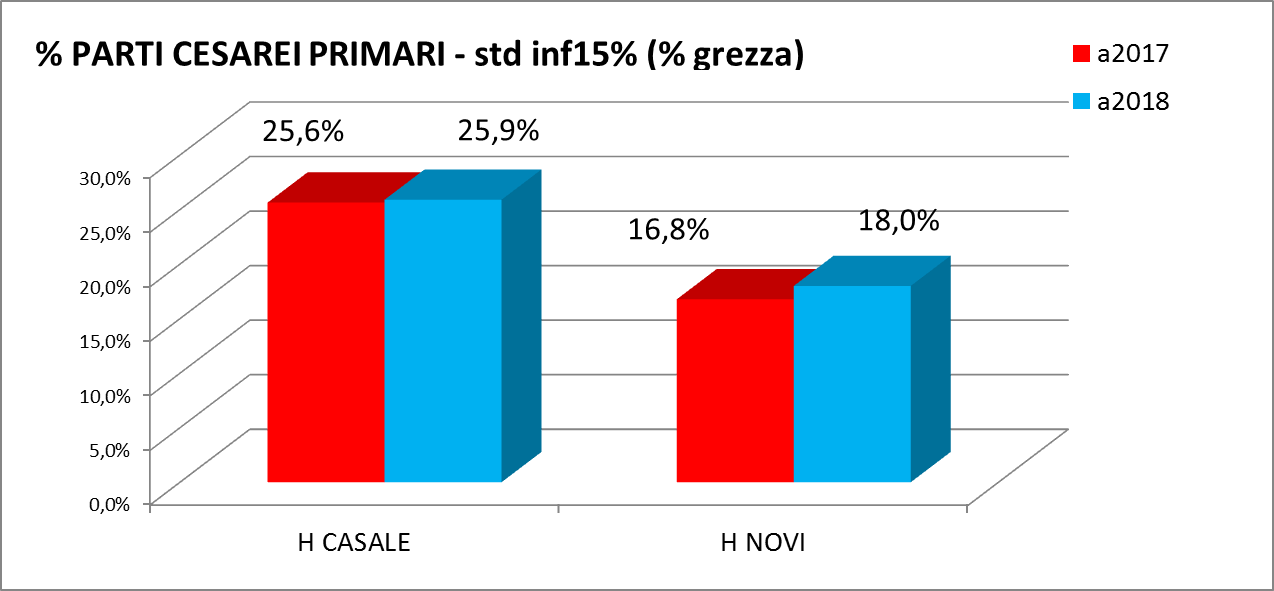 % PARTI CESAREI PRIMARI - std inf15% (% grezza)
a2017
a2018
25,6%
25,9%
16,8%
18,0%
30,0%
25,0%
20,0%
15,0%
10,0%
5,0%
0,0%
H CASALE
H NOVI